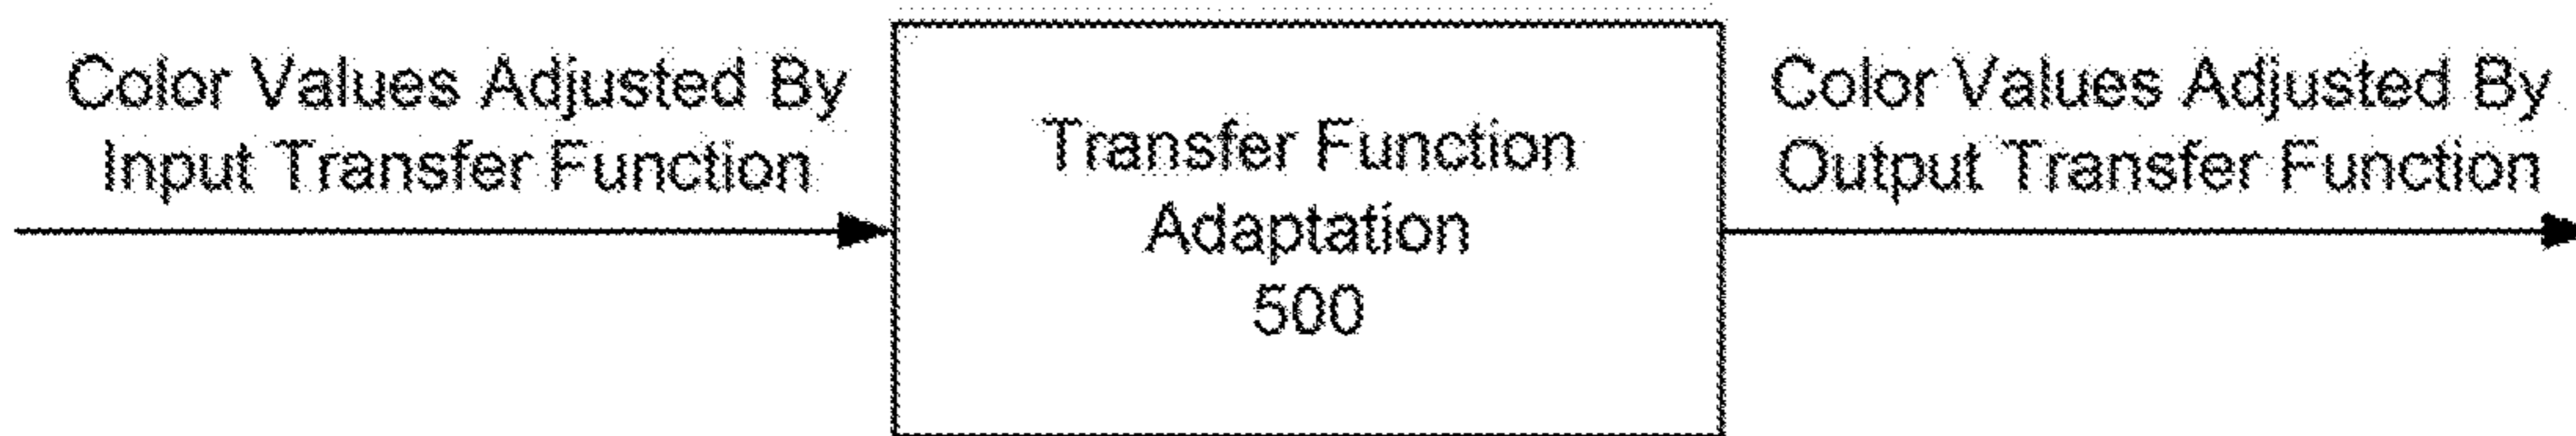 Color Values Adjusted By
Input Transfer Function
Transfer Function
Adaptation
500
Color Values Adjusted By
Output Transfer Function